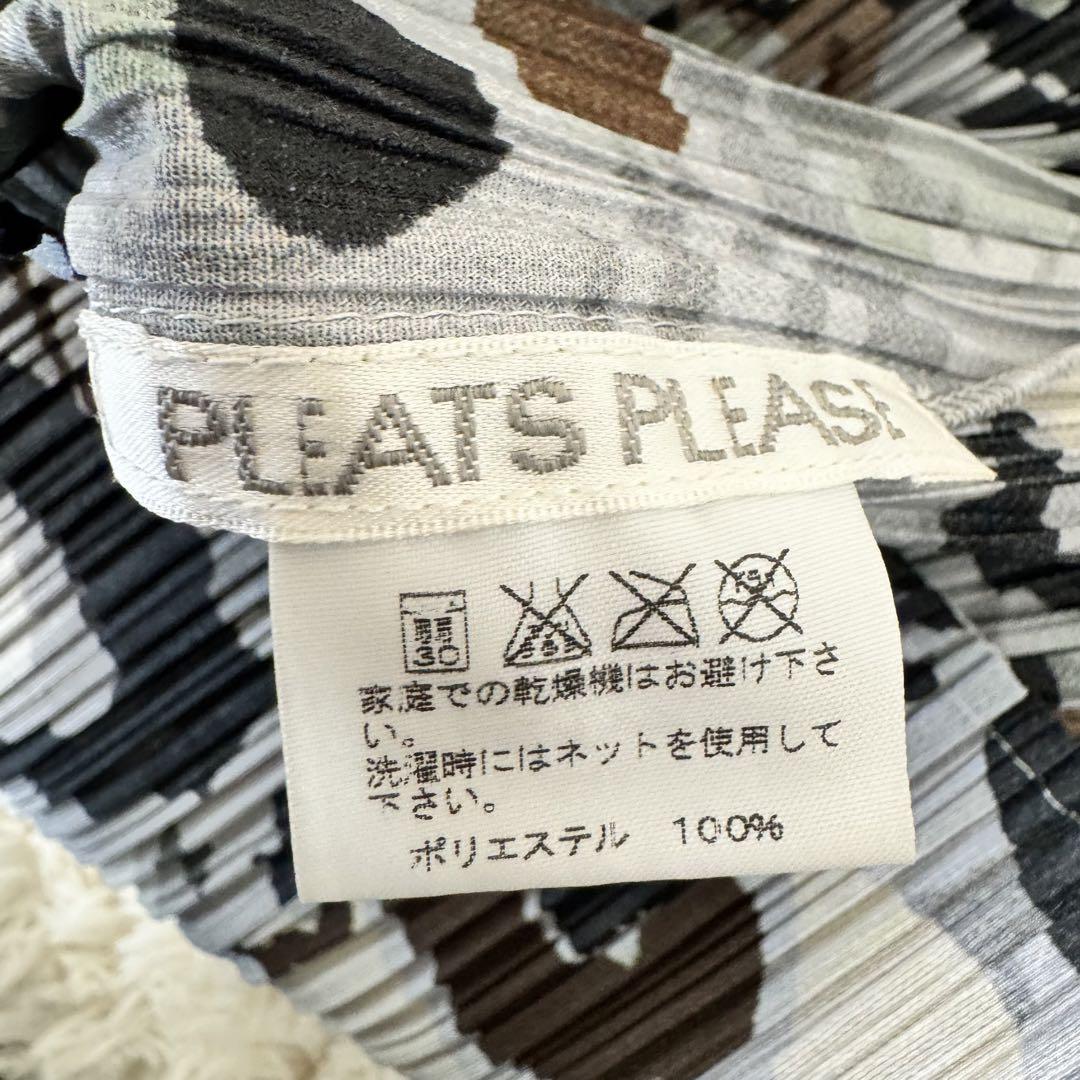 PLEATS PLEASE
30
家庭での乾燥機はお避け下さ
い。
洗濯時にはネットを使用して
下さい。
ポリエステル 100%